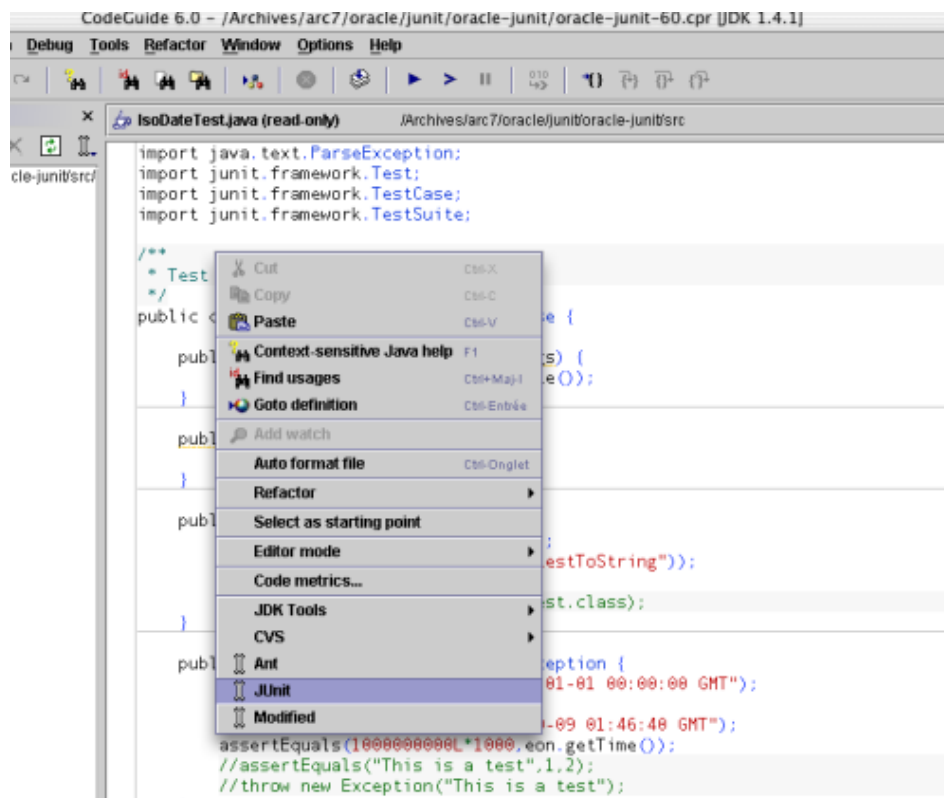 CodeGuide 6.0 – /Archives/arc7/oracle/junit/oracle-junit/oracle-junit-60.cpr [JDK 1.4.1]
Debug Tools Refactor Window Options Help
IsoDateTest.java (read-only) /Archives/arc7/oracle/junit/oracle-junit/src
cle-junit/src/
import java.text.ParseException;
import junit.framework.Test;
import junit.framework.TestCase;
import junit.framework.TestSuite;
/**
* Test
*/
public c
e {
publ
s) {
e());
}
publ
}
publ
;
estToString"));
st.class);
}
publ
eption {
01-01 00:00:00 GMT");
-09 01:46:40 GMT");
assertEquals(1000000000L*1000,eon.getTime());
//assertEquals("This is a test",1,2);
//throw new Exception("This is a test");
Cut Ctrl-X
Copy Ctrl-C
Paste Ctrl-V
Context-sensitive Java help F1
Find usages Ctrl+Maj-I
Goto definition Ctrl-Entrée
Add watch
Auto format file Ctrl-Onglet
Refactor
Select as starting point
Editor mode
Code metrics...
JDK Tools
CVS
Ant
JUnit
Modified